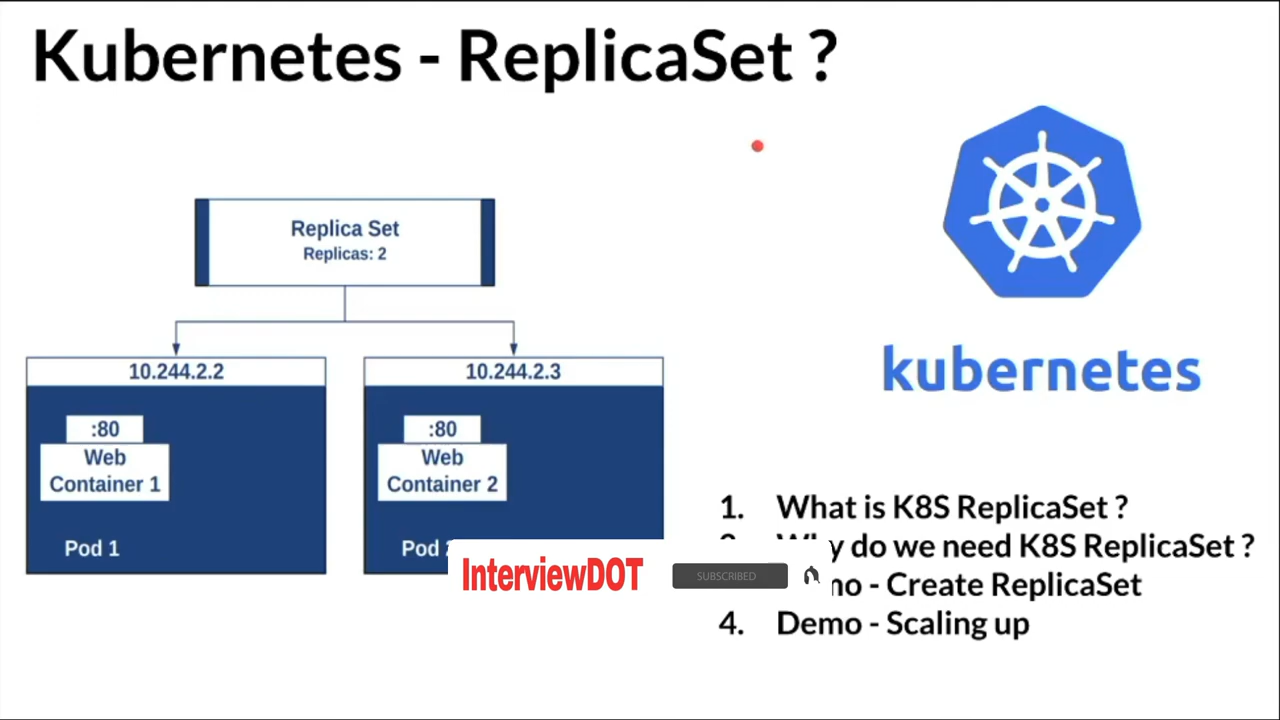 Kubernetes - ReplicaSet ?
Replica Set
Replicas: 2
10.244.2.2
:80
Web
Container 1
Pod 1
10.244.2.3
:80
Web
Container 2
Pod
kubernetes
1. What is K8S ReplicaSet ?
do we need K8S ReplicaSet ?
- Create ReplicaSet
4. Demo - Scaling up
InterviewDOT
SUBSCRIBED